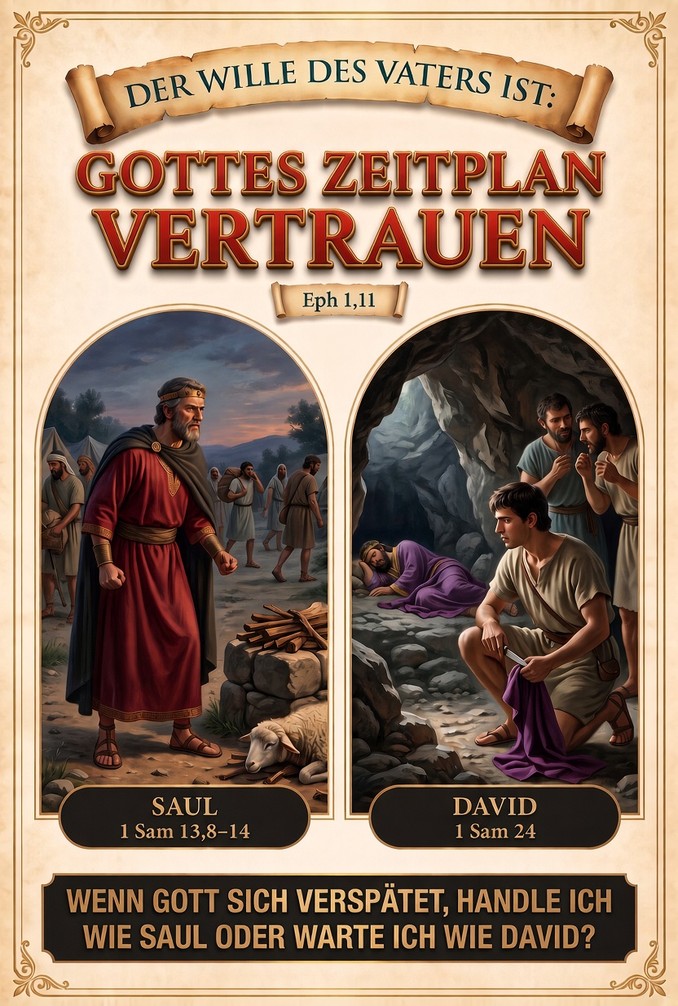 DER WILLE DES VATERS IST:
GOTTES ZEITPLAN
VERTRAUEN
Eph 1,11
SAUL
1 Sam 13,8–14
DAVID
1 Sam 24
WENN GOTT SICH VERSPÄTET, HANDLE ICH
WIE SAUL ODER WARTE ICH WIE DAVID?